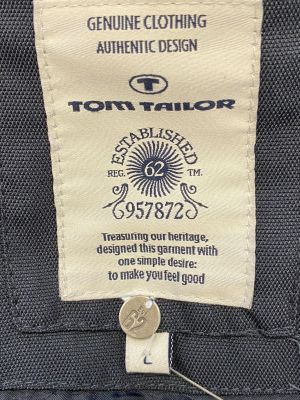 GENUINE CLOTHING
AUTHENTIC DESIGN
T
TOM TAILOR
ESTABLISHED
REG. 62 TM.
957872
Treasuring our heritage,
designed this garment with
one simple desire:
to make you feel good
62
L